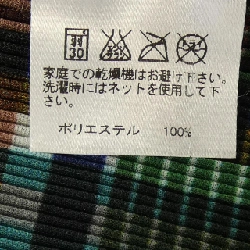 30
家庭での乾燥機はお避け下さい。
洗濯時にはネットを使用して下
さい。
ポリエステル 100%